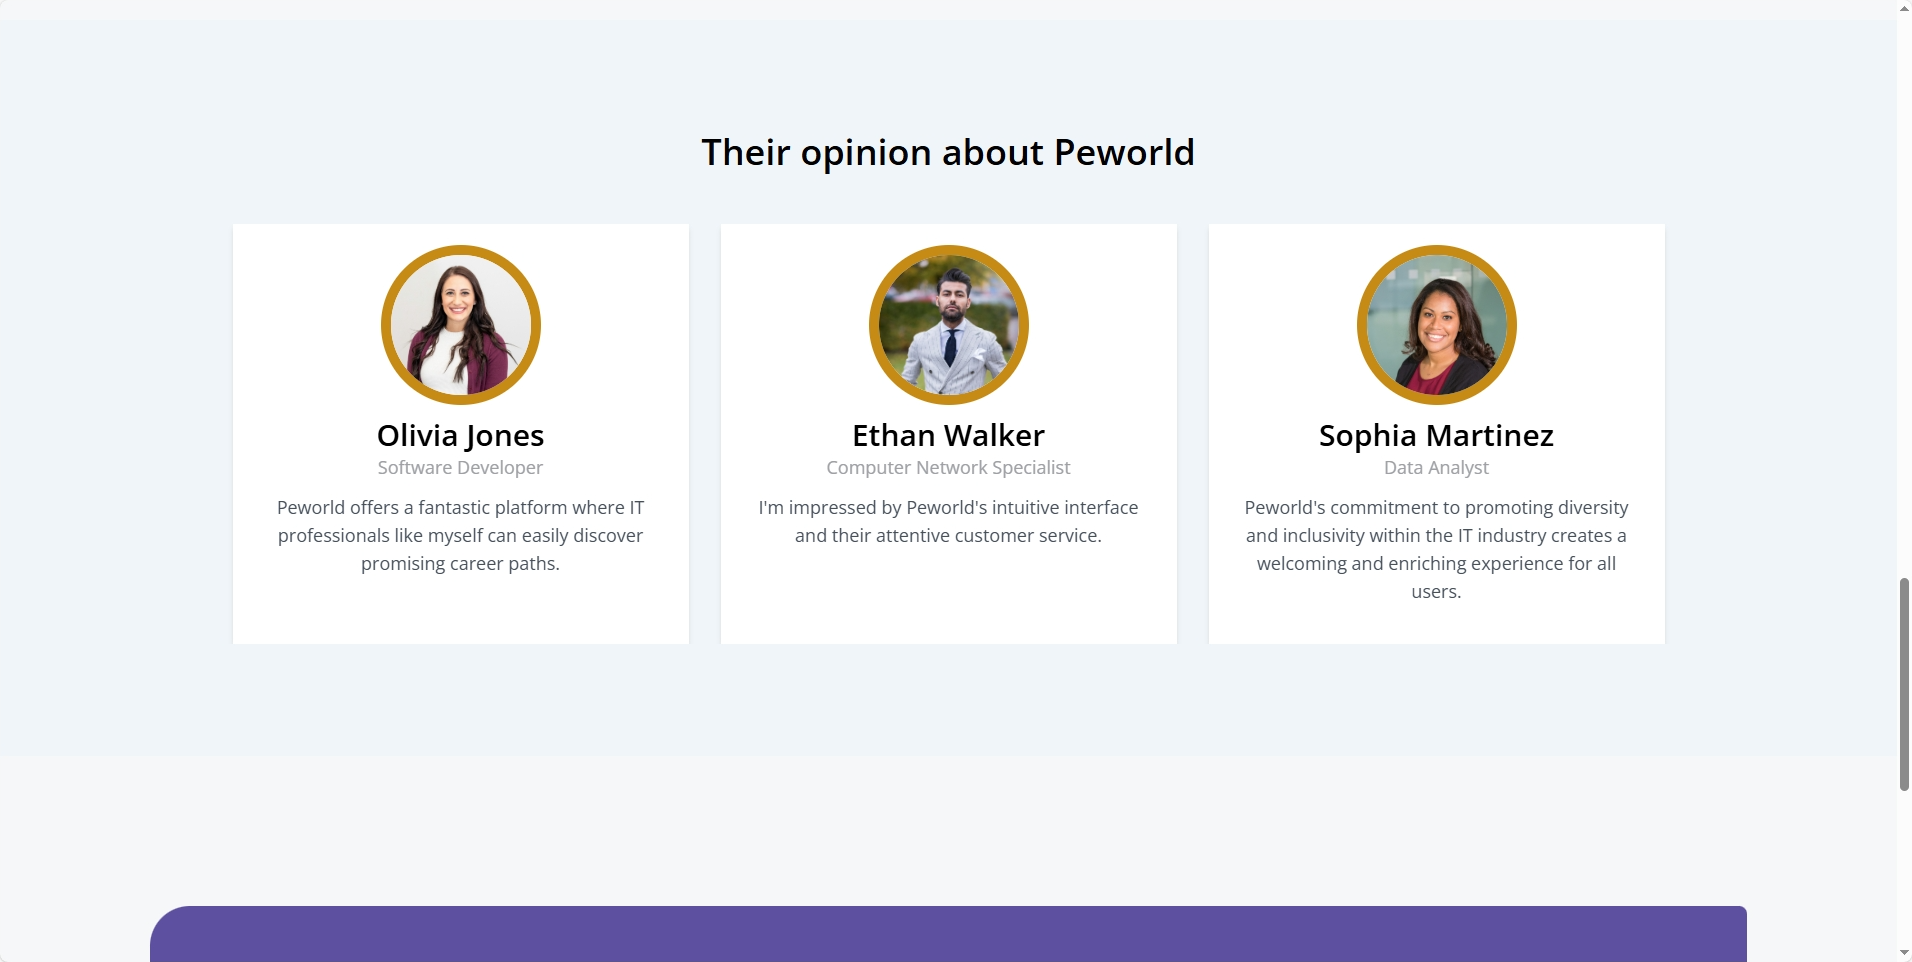 Their opinion about Peworld
Olivia Jones
Software Developer
Peworld offers a fantastic platform where IT
professionals like myself can easily discover
promising career paths.
Ethan Walker
Computer Network Specialist
I'm impressed by Peworld's intuitive interface
and their attentive customer service.
Sophia Martinez
Data Analyst
Peworld's commitment to promoting diversity
and inclusivity within the IT industry creates a
welcoming and enriching experience for all
users.